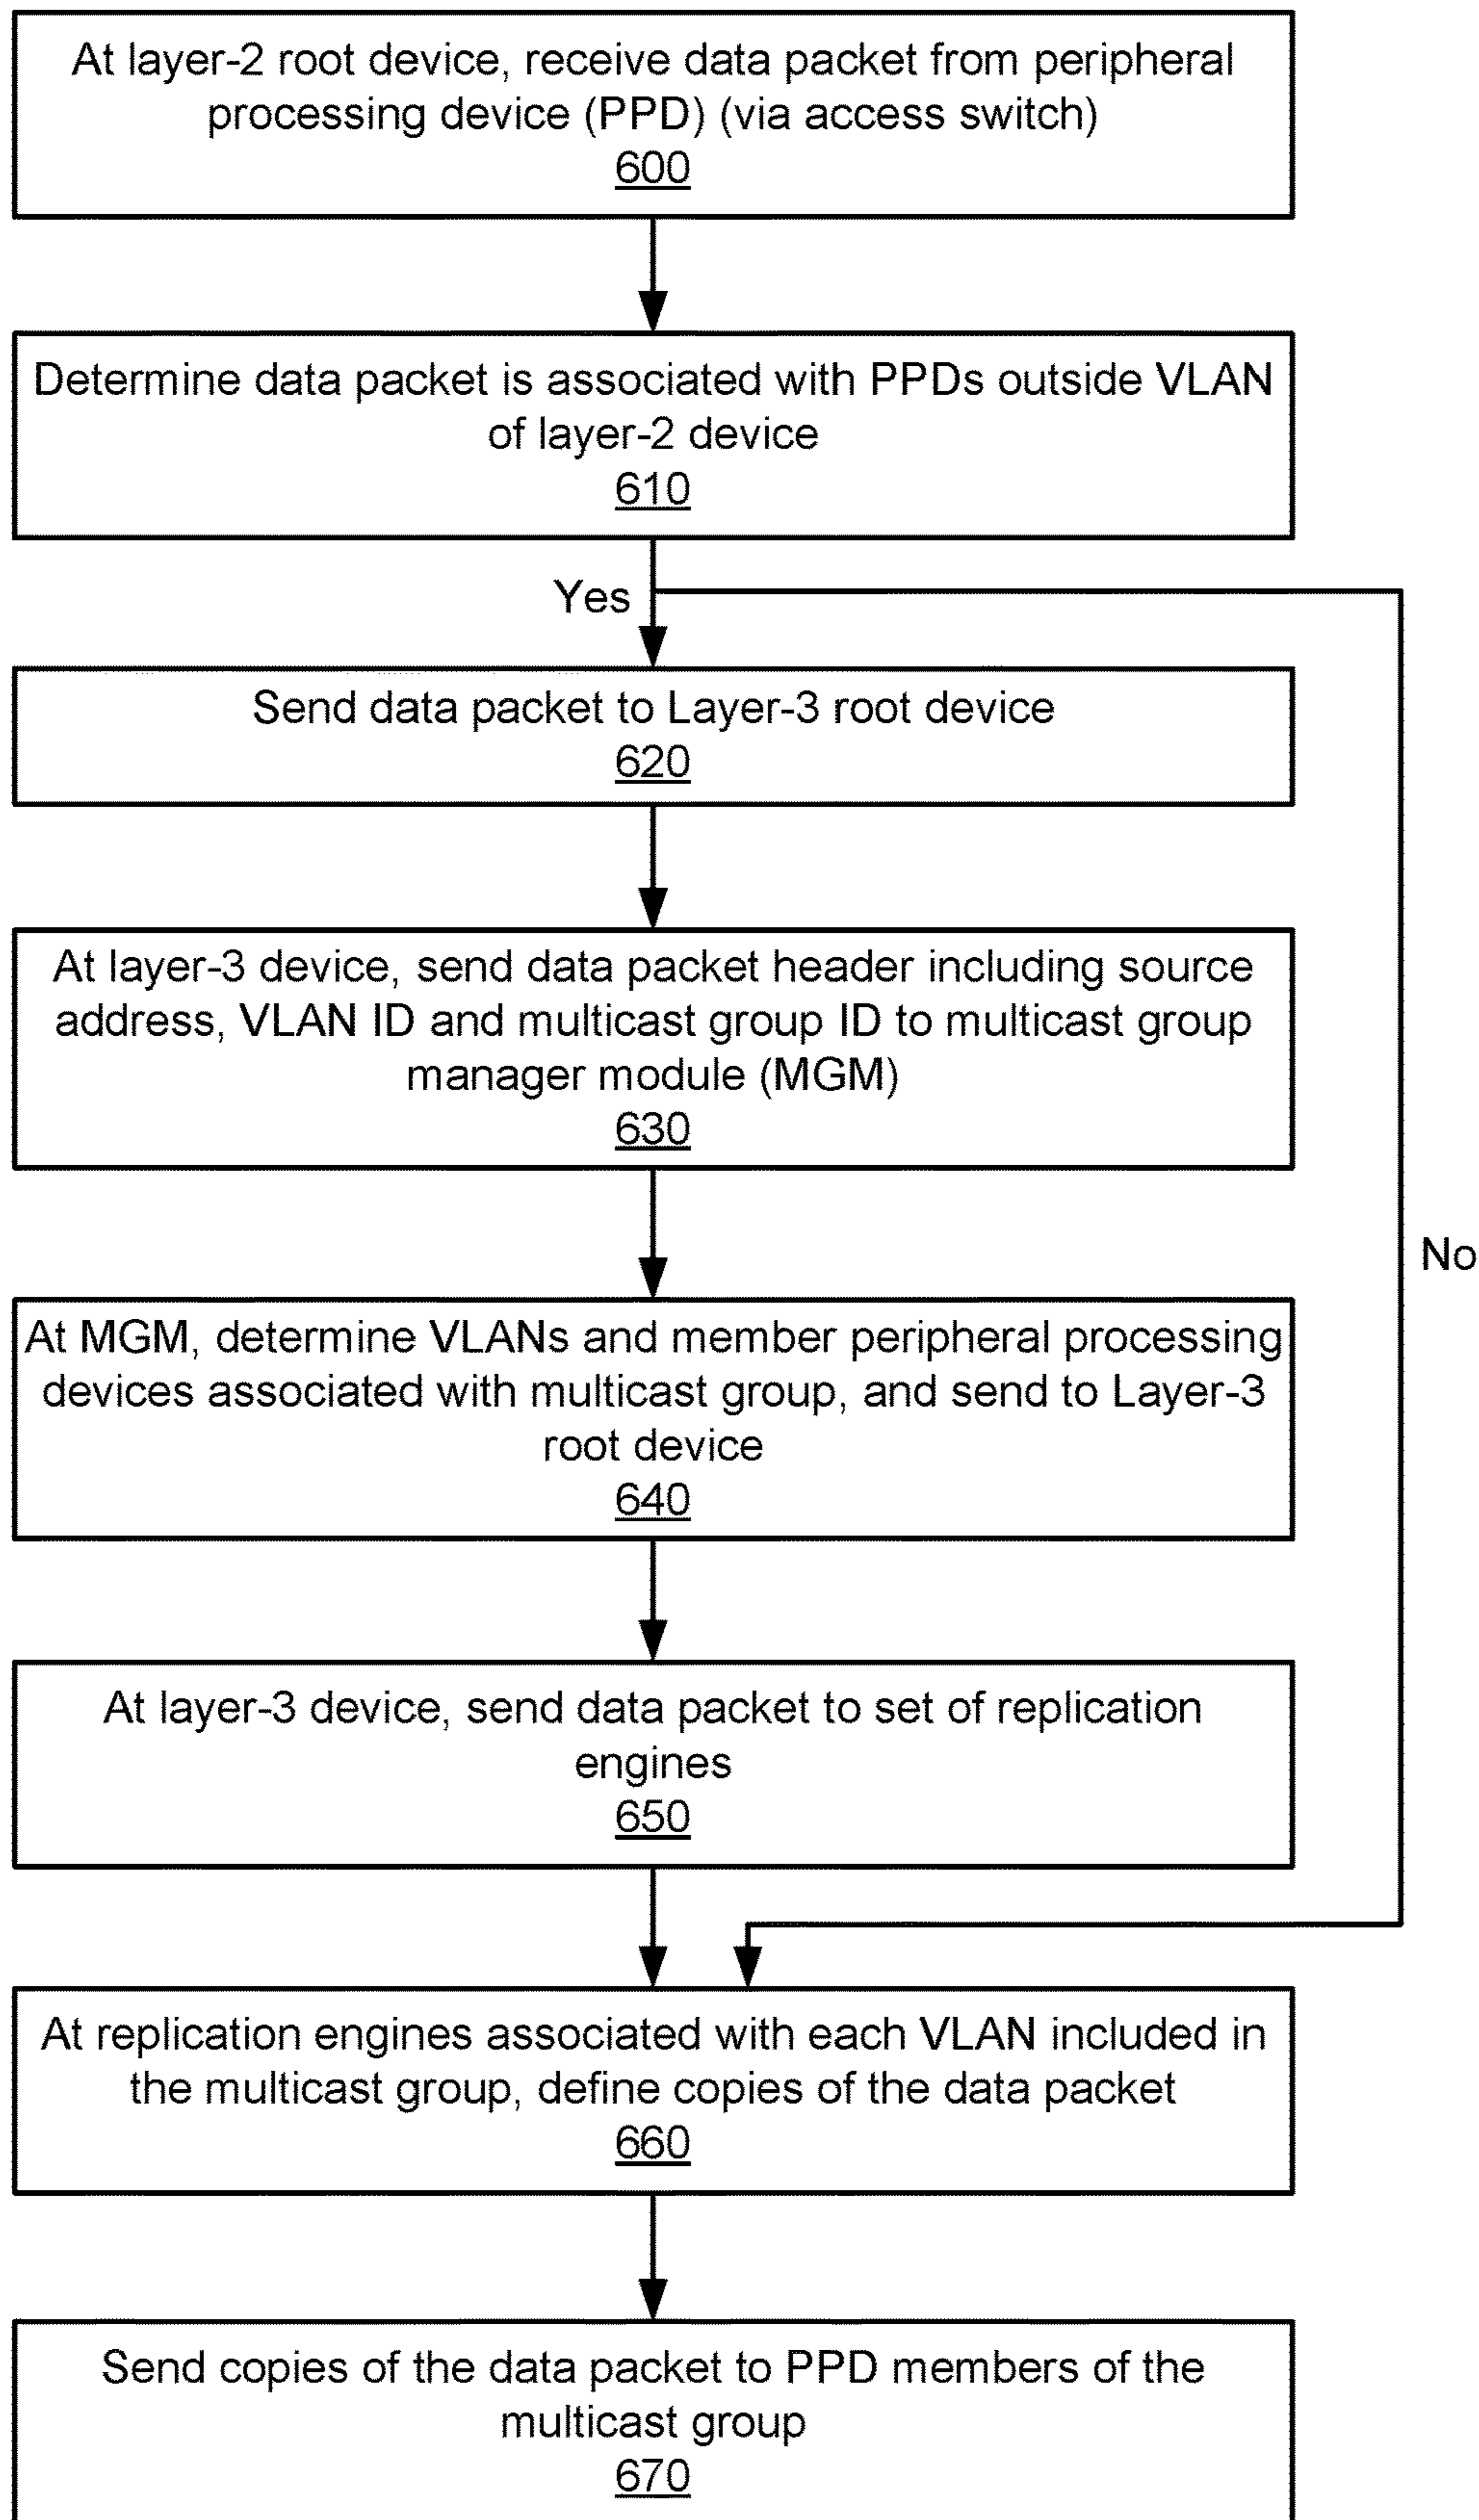 At layer-2 root device, receive data packet from peripheral
processing device (PPD) (via access switch)
600
Determine data packet is associated with PPDs outside VLAN
of layer-2 device
610
Yes
Send data packet to Layer-3 root device
620
At layer-3 device, send data packet header including source
address, VLAN ID and multicast group ID to multicast group
manager module (MGM)
630
No
At MGM, determine VLANs and member peripheral processing
devices associated with multicast group, and send to Layer-3
root device
640
At layer-3 device, send data packet to set of replication
engines
650
At replication engines associated with each VLAN included in
the multicast group, define copies of the data packet
660
Send copies of the data packet to PPD members of the
multicast group
670